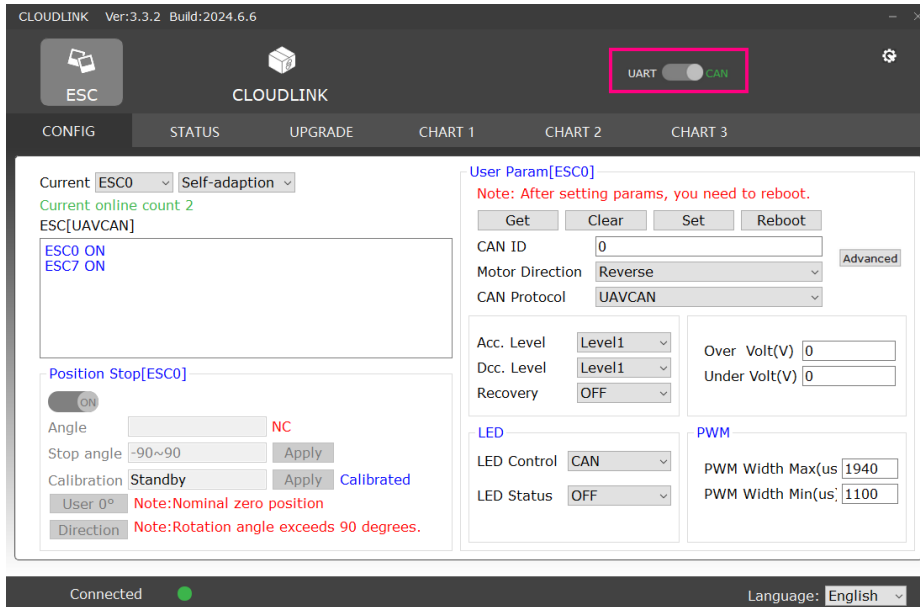 CLOUDLINK Ver:3.3.2 Build:2024.6.6
ESC
CLOUDLINK
UART CAN
CONFIG STATUS UPGRADE CHART 1 CHART 2 CHART 3
Current ESC0 Self-adaption
Current online count 2
ESC[UAVCAN]
ESC0 ON
ESC7 ON
Position Stop[ESC0]
ON
Angle NC
Stop angle -90~90 Apply
Calibration Standby Apply Calibrated
User 0° Note:Nominal zero position
Direction Note:Rotation angle exceeds 90 degrees.
User Param[ESC0]
Note: After setting params, you need to reboot.
Get Clear Set Reboot
CAN ID 0
Advanced
Motor Direction Reverse
CAN Protocol UAVCAN
Acc. Level Level1
Dcc. Level Level1
Recovery OFF
Over Volt(V) 0
Under Volt(V) 0
LED
LED Control CAN
LED Status OFF
PWM
PWM Width Max(us 1940
PWM Width Min(us) 1100
Connected
Language: English